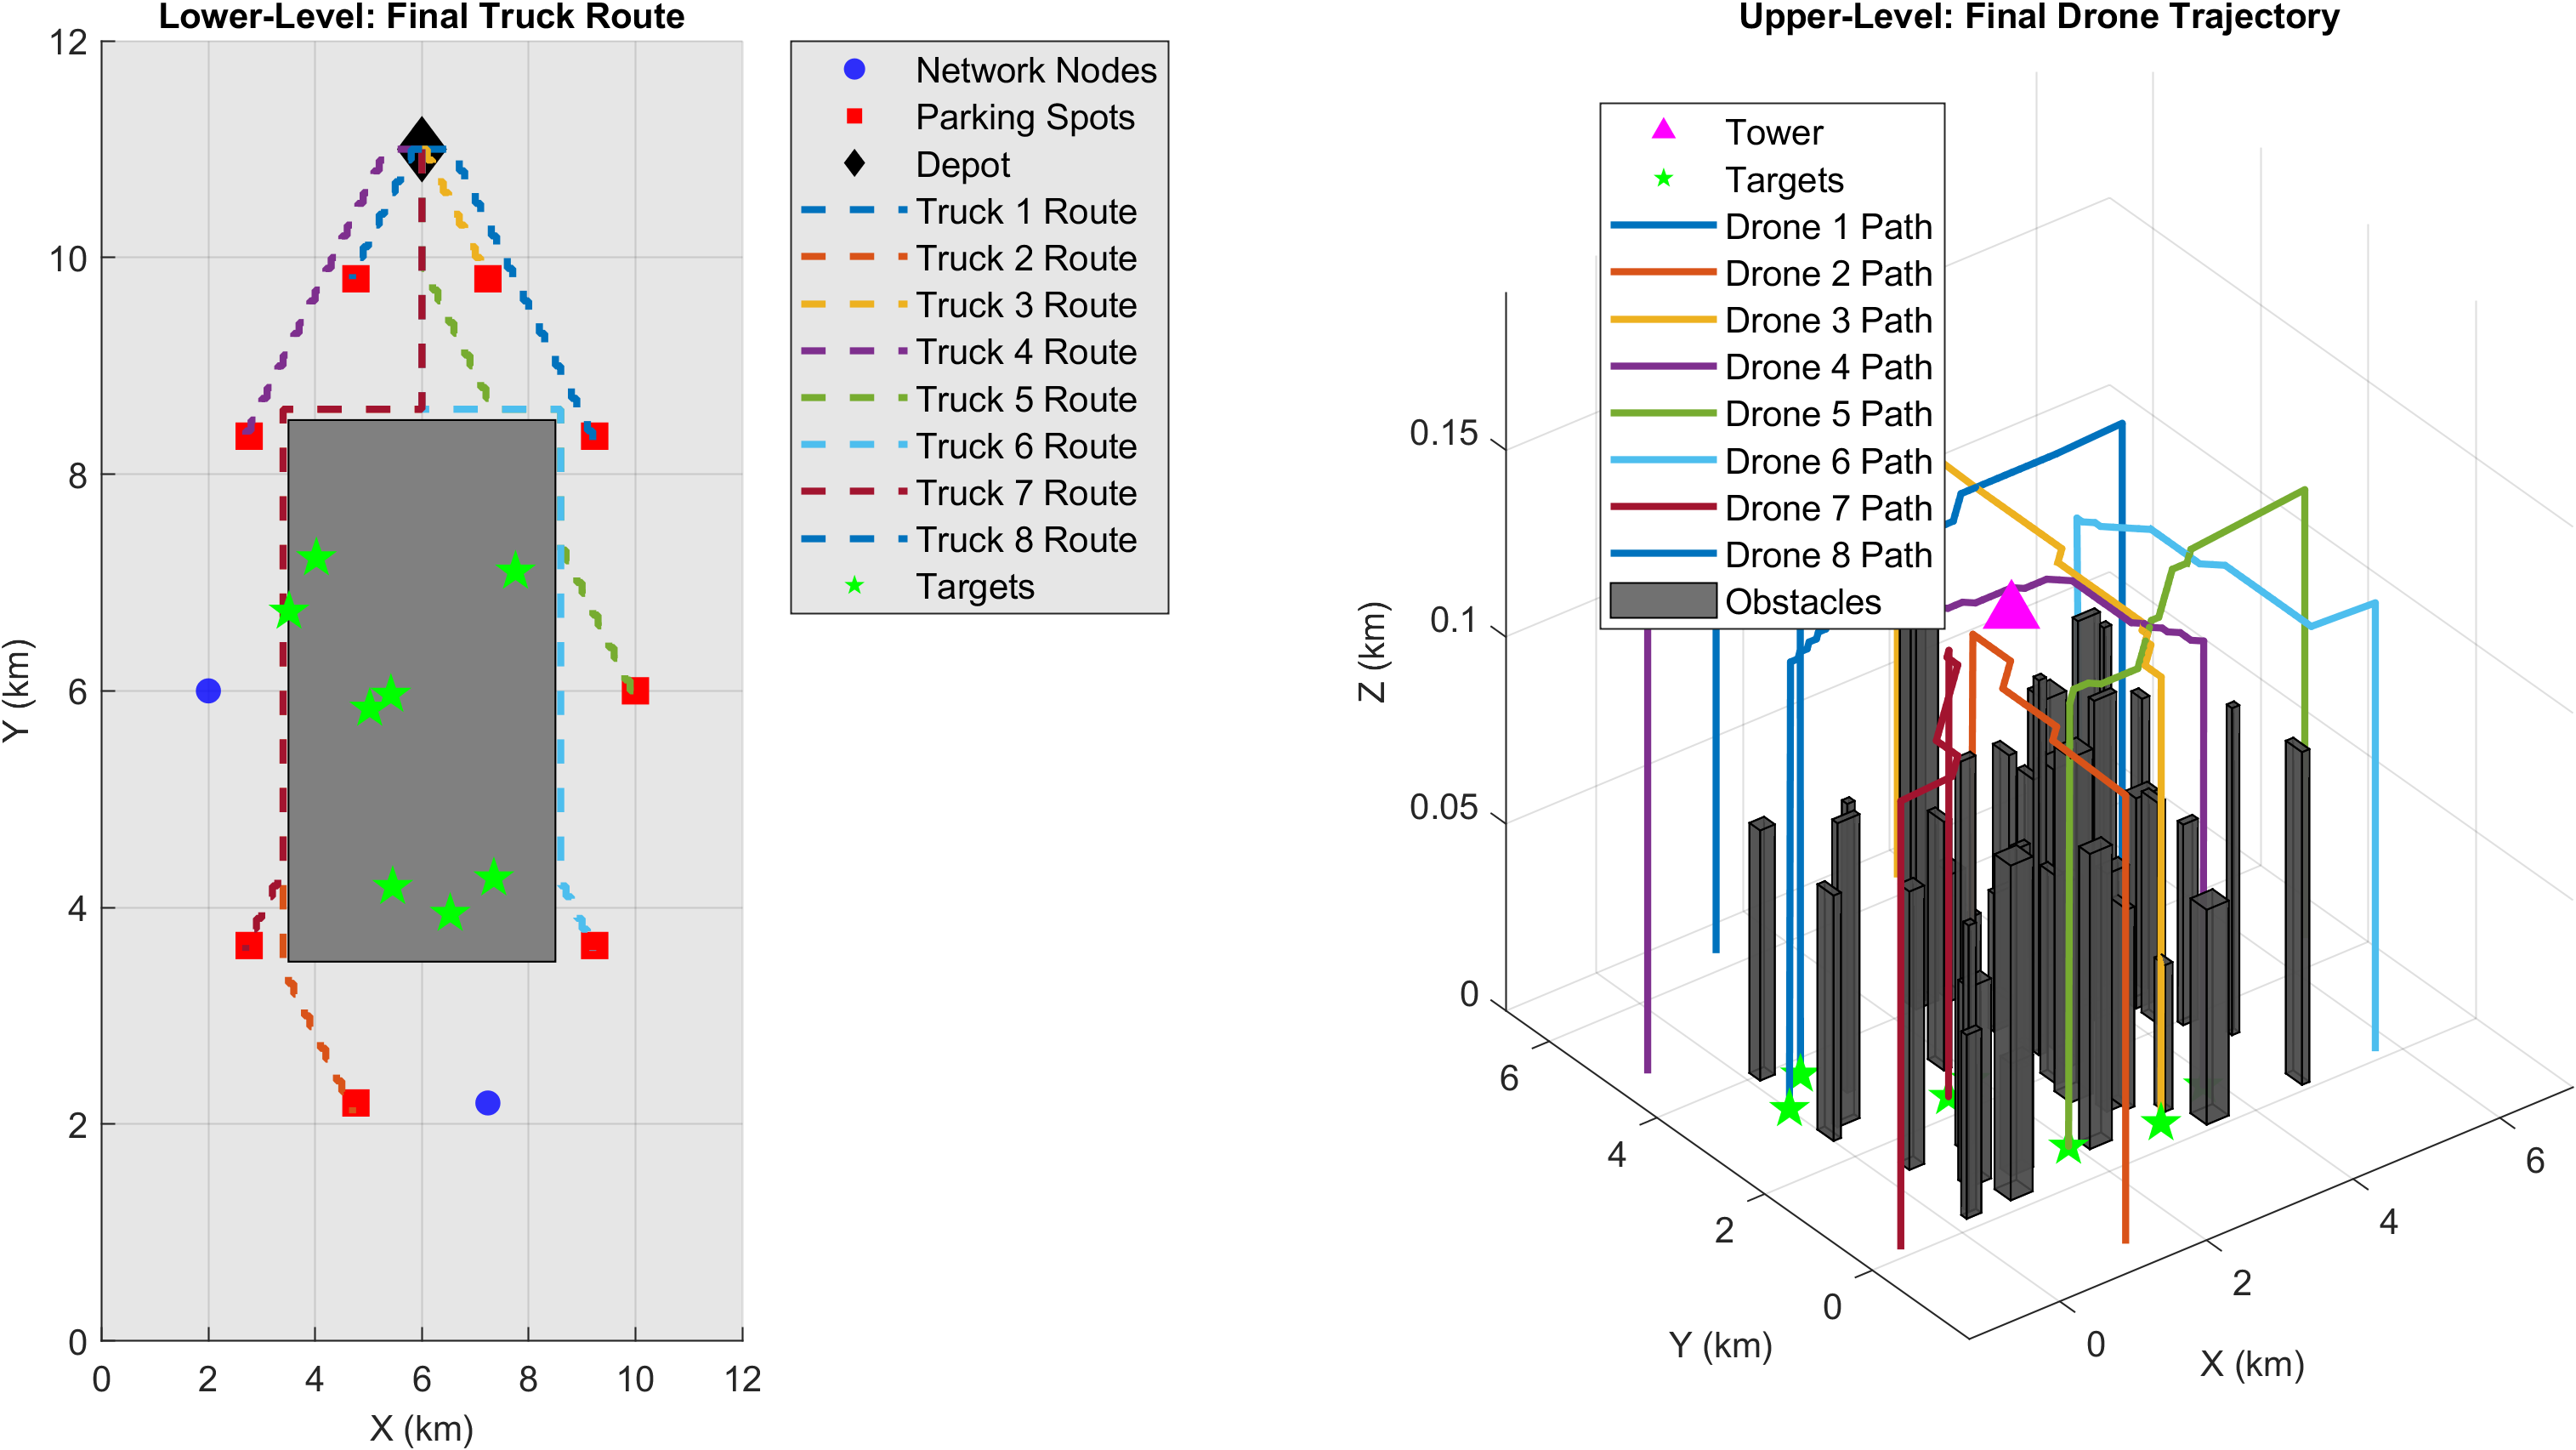 Lower-Level: Final Truck Route
12
10
8
6
4
2
0
0 2 4 6 8 10 12
X (km)
Y (km)
Network Nodes
Parking Spots
Depot
Truck 1 Route
Truck 2 Route
Truck 3 Route
Truck 4 Route
Truck 5 Route
Truck 6 Route
Truck 7 Route
Truck 8 Route
Targets
Upper-Level: Final Drone Trajectory
Tower
Targets
Drone 1 Path
Drone 2 Path
Drone 3 Path
Drone 4 Path
Drone 5 Path
Drone 6 Path
Drone 7 Path
Drone 8 Path
Obstacles
0.15
0.1
0.05
0
Z (km)
6
4
2
0
Y (km)
0
2
4
6
X (km)